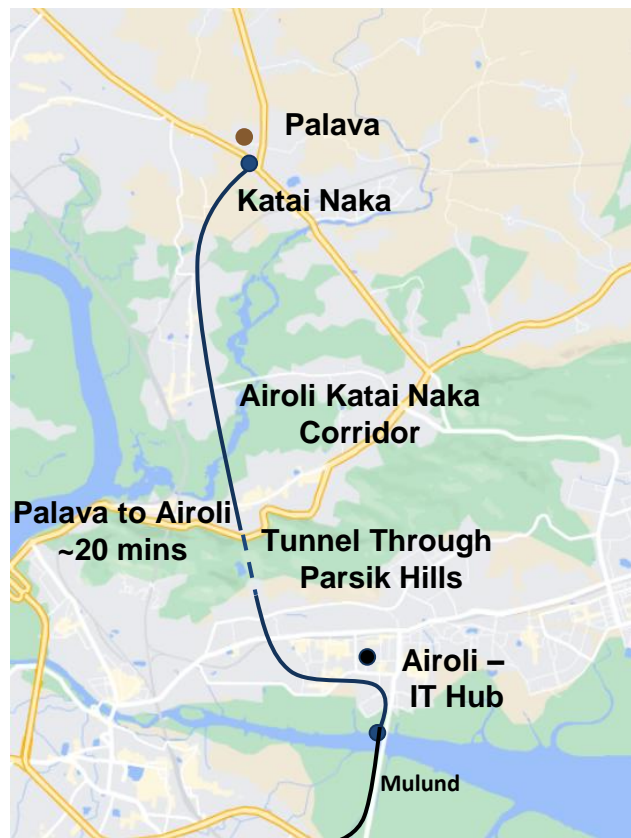 Palava
Katai Naka
Airoli Katai Naka
Corridor
Palava to Airoli
~20 mins
Tunnel Through
Parsik Hills
Airoli –
IT Hub
Mulund